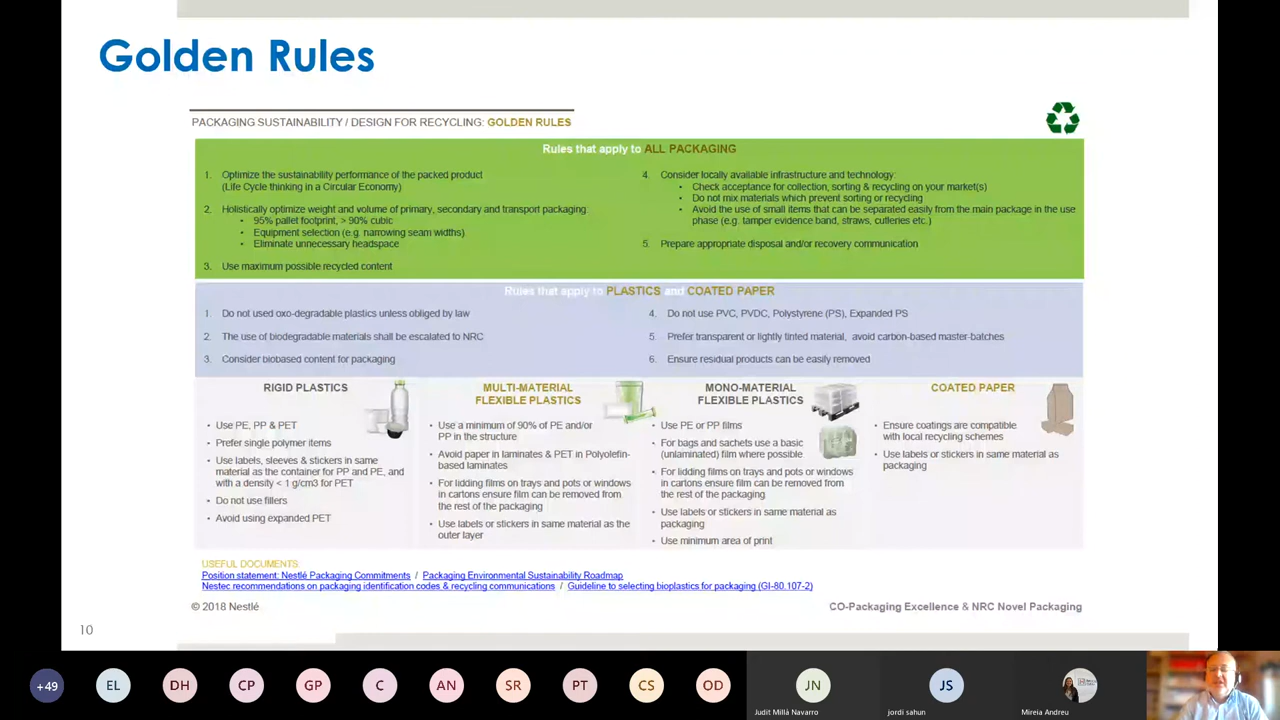 Golden Rules
PACKAGING SUSTAINABILITY / DESIGN FOR RECYCLING: GOLDEN RULES
Rules that apply to ALL PACKAGING
1. Optimize the sustainability performance of the packed product
(Life Cycle thinking in a Circular Economy)
2. Holistically optimize weight and volume of primary, secondary and transport packaging:
• 95% pallet footprint, > 90% cubic
• Equipment selection (e.g. narrowing seam widths)
• Eliminate unnecessary headspace
3. Use maximum possible recycled content
4. Consider locally available infrastructure and technology:
• Check acceptance for collection, sorting & recycling on your market(s)
• Do not mix materials which prevent sorting or recycling
• Avoid the use of small items that can be separated easily from the main package in the use
phase (e.g. tamper evidence band, straws, cutleries etc.)
5. Prepare appropriate disposal and/or recovery communication
Rules that apply to PLASTICS and COATED PAPER
1. Do not used oxo-degradable plastics unless obliged by law
2. The use of biodegradable materials shall be escalated to NRC
3. Consider biobased content for packaging
4. Do not use PVC, PVDC, Polystyrene (PS), Expanded PS
5. Prefer transparent or lightly tinted material, avoid carbon-based master-batches
6. Ensure residual products can be easily removed
RIGID PLASTICS
• Use PE, PP & PET
• Prefer single polymer items
• Use labels, sleeves & stickers in same
material as the container for PP and PE, and
with a density < 1 g/cm3 for PET
• Do not use fillers
• Avoid using expanded PET
MULTI-MATERIAL
FLEXIBLE PLASTICS
• Use a minimum of 90% of PE and/or
PP in the structure
• Avoid paper in laminates & PET in Polyolefin-
based laminates
• For lidding films on trays and pots or windows
in cartons ensure film can be removed from
the rest of the packaging
• Use labels or stickers in same material as the
outer layer
MONO-MATERIAL
FLEXIBLE PLASTICS
• Use PE or PP films
• For bags and sachets use a basic
(unlaminated) film where possible
• For lidding films on trays and pots or windows
in cartons ensure film can be removed from
the rest of the packaging
• Use labels or stickers in same material as
packaging
• Use minimum area of print
COATED PAPER
• Ensure coatings are compatible
with local recycling schemes
• Use labels or stickers in same material as
packaging
USEFUL DOCUMENTS:
Position statement: Nestlé Packaging Commitments / Packaging Environmental Sustainability Roadmap
Nestec recommendations on packaging identification codes & recycling communications / Guideline to selecting bioplastics for packaging (GI-80.107-2)
© 2018 Nestlé
CO-Packaging Excellence & NRC Novel Packaging
10
+49 EL DH CP GP C AN SR PT CS OD JN JS
Judit Millà Navarro
jordi sahun
Mireia Andreu